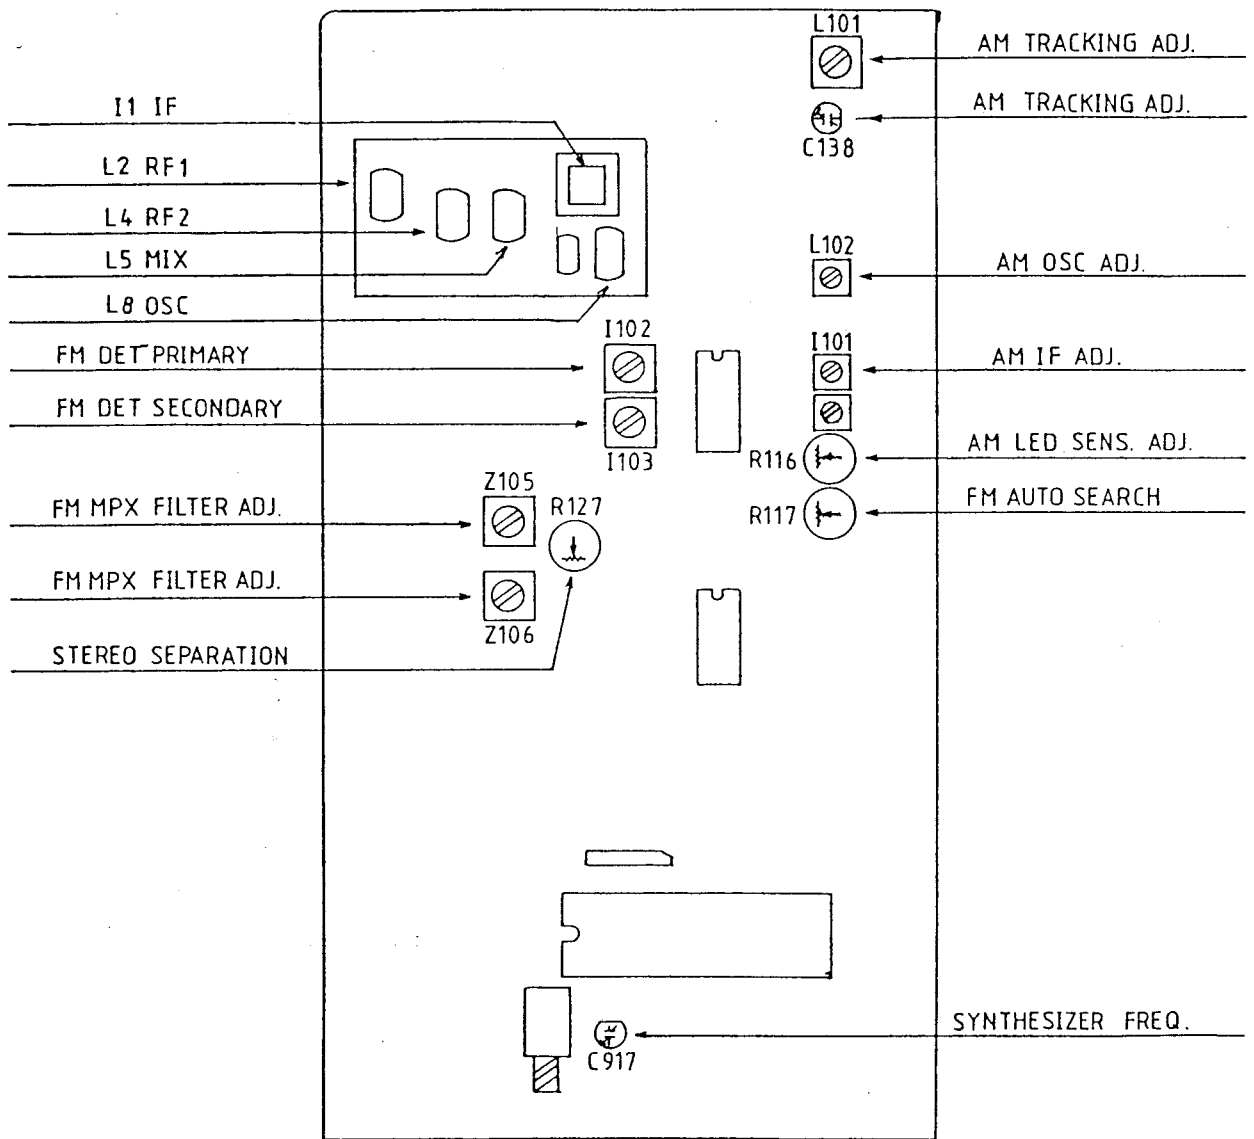 L101
AM TRACKING ADJ.
I1 IF
AM TRACKING ADJ.
C138
L2 RF1
L4 RF2
L5 MIX
L102
AM OSC ADJ.
L8 OSC
I102
I101
FM DET PRIMARY
AM IF ADJ.
FM DET SECONDARY
I103
R116
AM LED SENS. ADJ.
Z105
R127
R117
FM AUTO SEARCH
FM MPX FILTER ADJ.
FM MPX FILTER ADJ.
Z106
STEREO SEPARATION
SYNTHESIZER FREQ.
C917